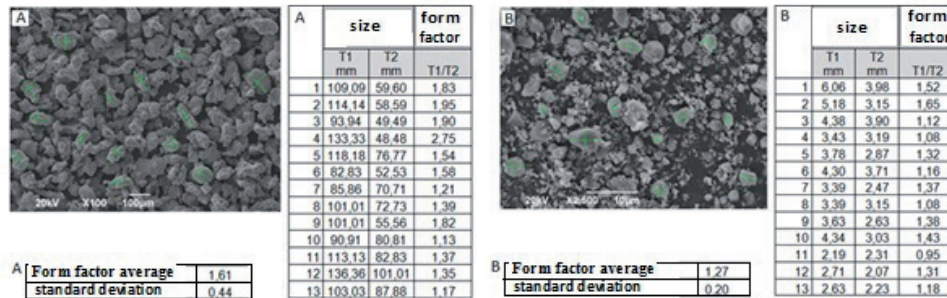 A
20kV X100 100µm
A
size form factor
T1 mm T2 mm T1/T2
1 109,09 59,60 1,83
2 114,14 58,59 1,95
3 93,94 49,49 1,90
4 133,33 48,48 2,75
5 118,18 76,77 1,54
6 82,83 52,53 1,58
7 85,86 70,71 1,21
8 101,01 72,73 1,39
9 101,01 55,56 1,82
10 90,91 80,81 1,13
11 113,13 82,83 1,37
12 136,36 101,01 1,35
13 103,03 87,88 1,17
A
Form factor average 1,61
standard deviation 0.44
B
20kV X2,500 10µm
B
size form factor
T1 mm T2 mm T1/T2
1 6,06 3,98 1,52
2 5,18 3,15 1,65
3 4,38 3,90 1,12
4 3,43 3,19 1,08
5 3,78 2,87 1,32
6 4,30 3,71 1,16
7 3,39 2,47 1,37
8 3,39 3,15 1,08
9 3,63 2,63 1,38
10 4,34 3,03 1,43
11 2,19 2,31 0,95
12 2,71 2,07 1,31
13 2,63 2,23 1,18
B
Form factor average 1,27
standard deviation 0.20